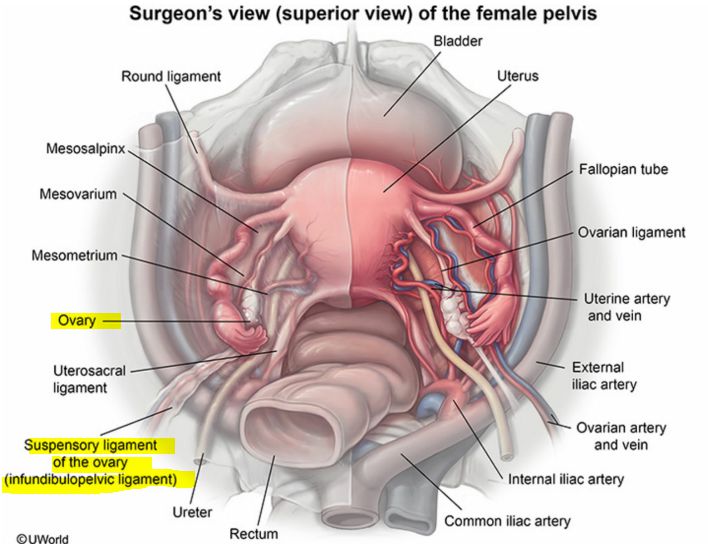 Surgeon's view (superior view) of the female pelvis
Bladder
Round ligament
Uterus
Mesosalpinx
Fallopian tube
Mesovarium
Ovarian ligament
Mesometrium
Uterine artery
and vein
Ovary
Uterosacral
ligament
External
iliac artery
Suspensory ligament
of the ovary
(infundibulopelvic ligament)
Ovarian artery
and vein
Internal iliac artery
Ureter
Rectum
Common iliac artery
©UWorld